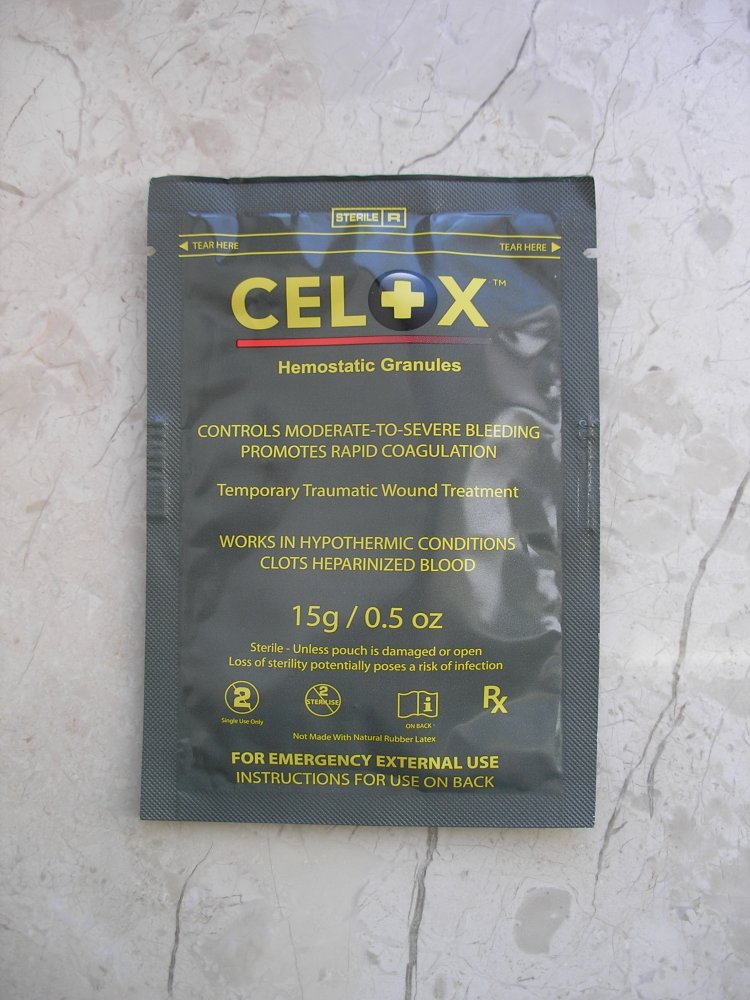 STERILE R
TEAR HERE TEAR HERE
CELOX™
Hemostatic Granules
CONTROLS MODERATE-TO-SEVERE BLEEDING
PROMOTES RAPID COAGULATION
Temporary Traumatic Wound Treatment
WORKS IN HYPOTHERMIC CONDITIONS
CLOTS HEPARINIZED BLOOD
15g / 0.5 oz
Sterile - Unless pouch is damaged or open
Loss of sterility potentially poses a risk of infection
2 2 STERILISE i Rx
Single Use Only ON BACK
Not Made With Natural Rubber Latex
FOR EMERGENCY EXTERNAL USE
INSTRUCTIONS FOR USE ON BACK